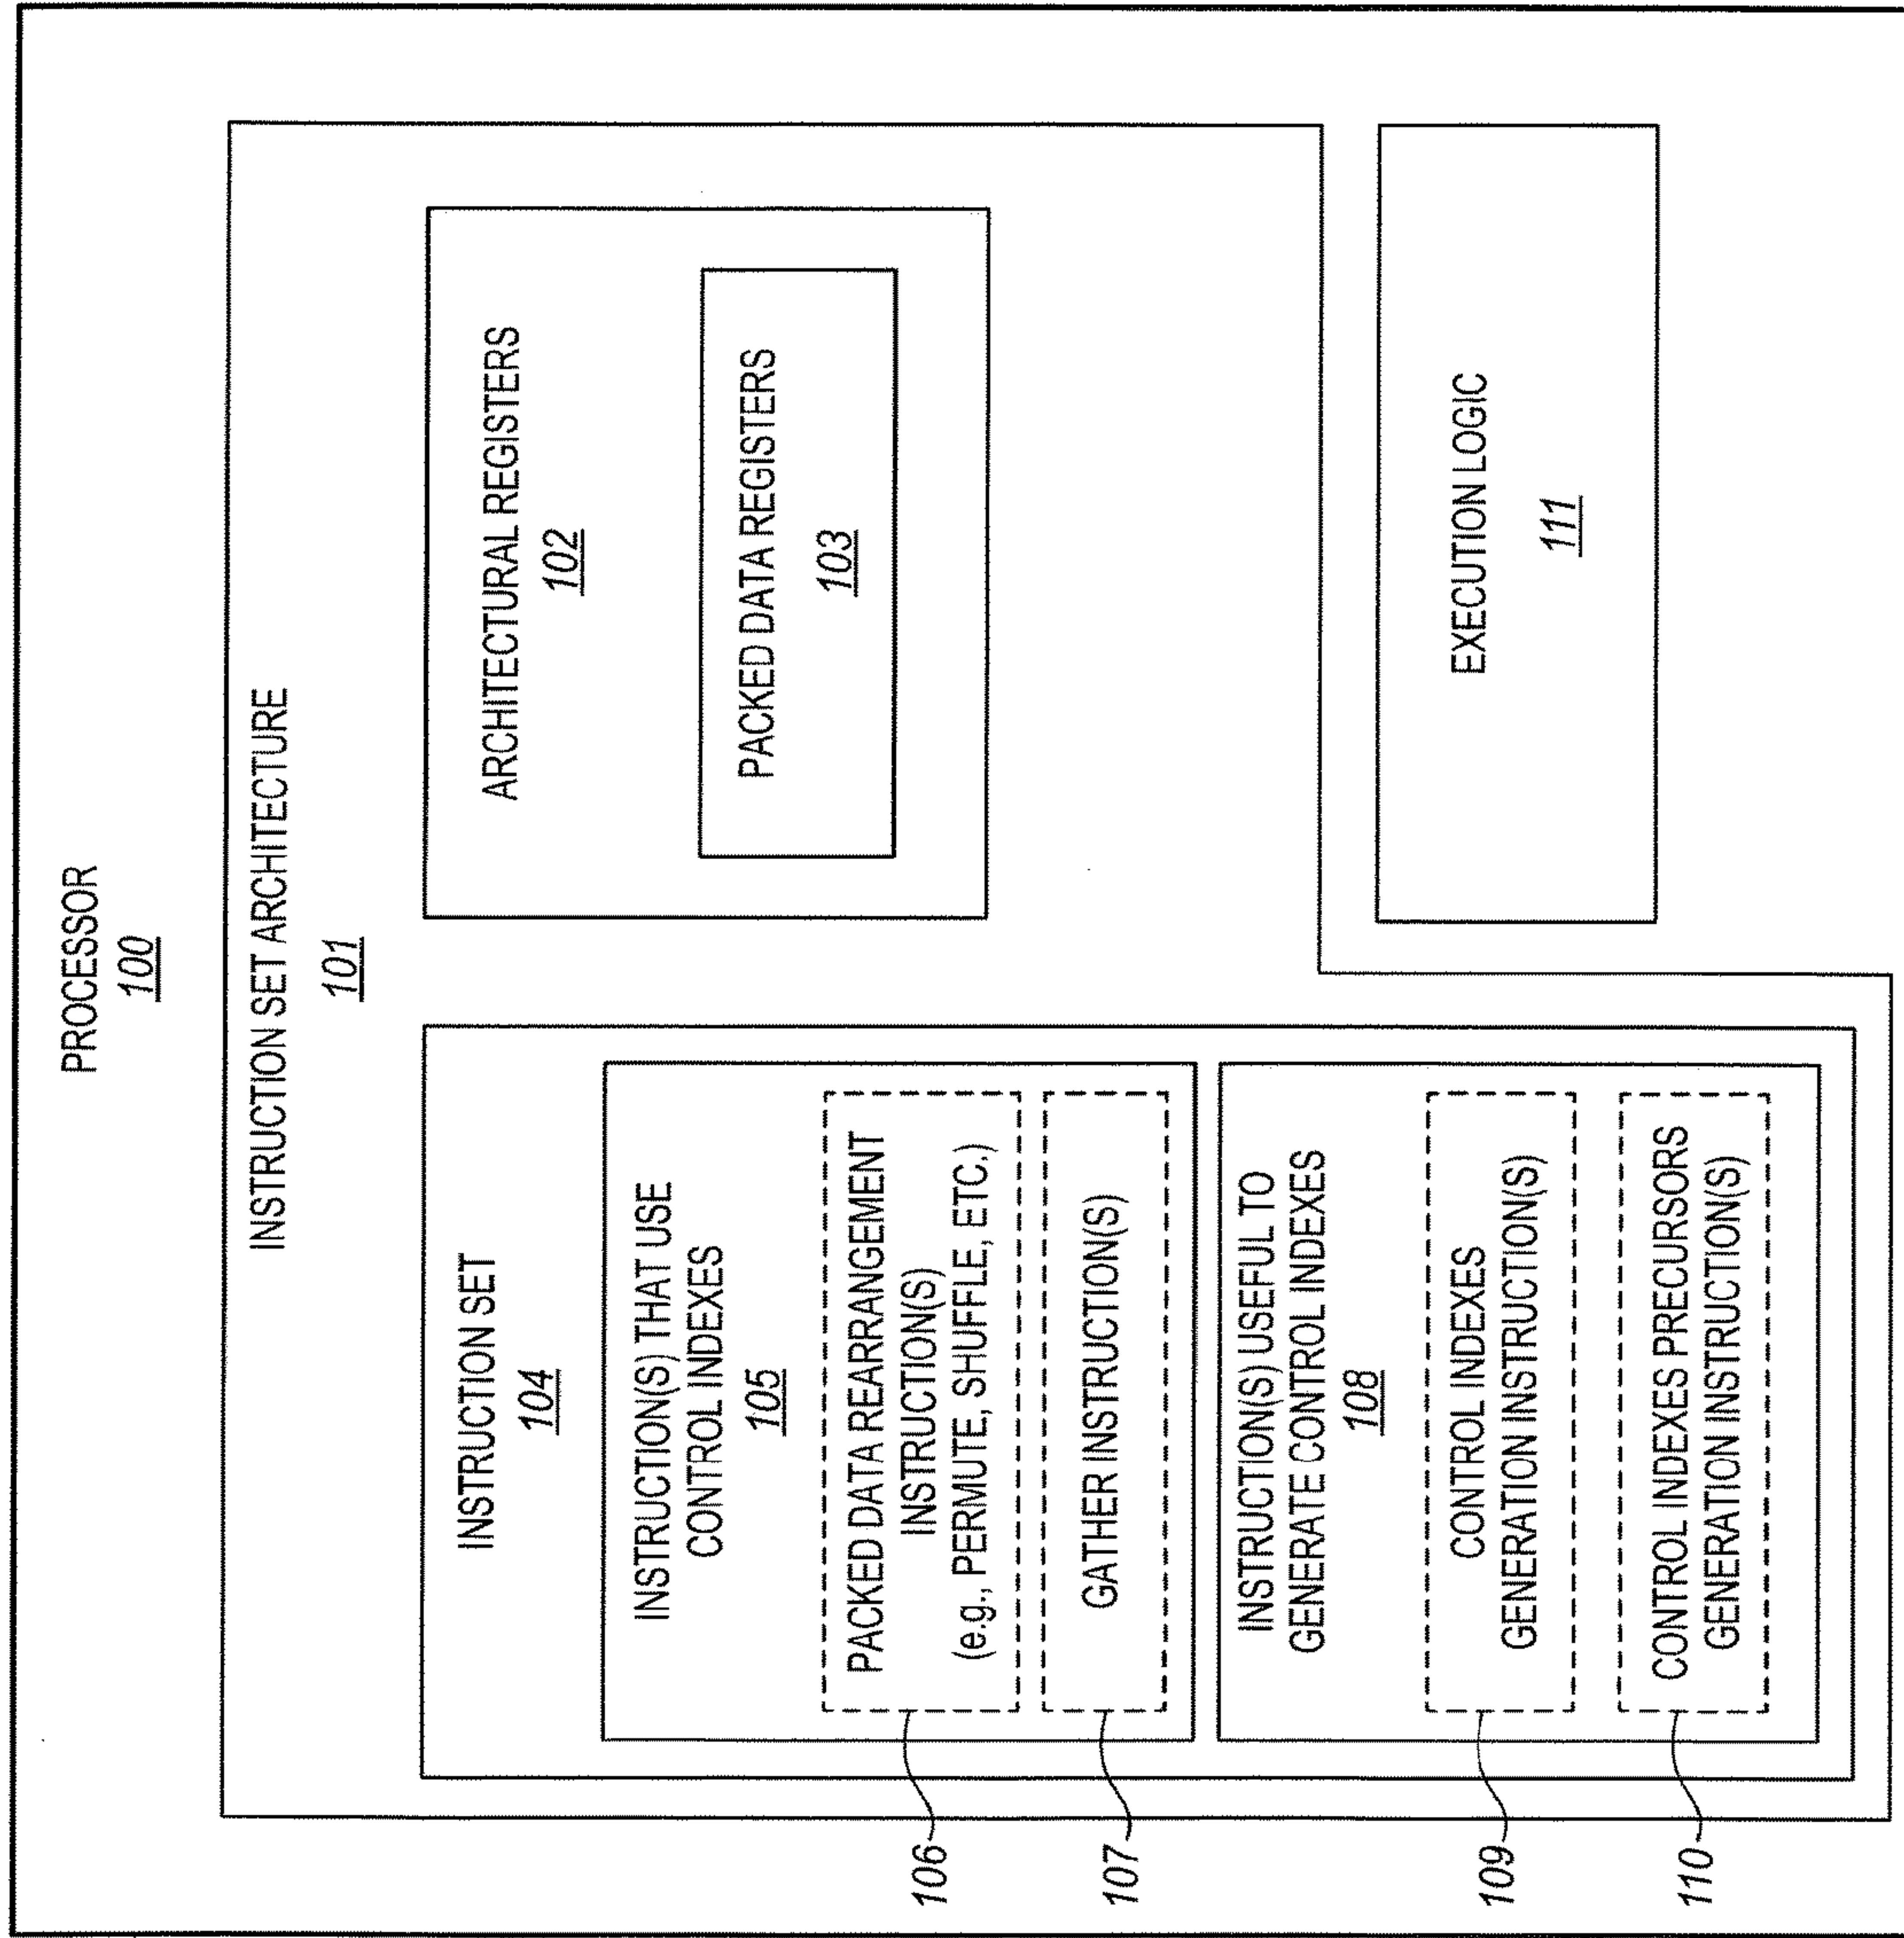 PROCESSOR
100
INSTRUCTION SET ARCHITECTURE
101
INSTRUCTION SET
104
INSTRUCTION(S) THAT USE
CONTROL INDEXES
105
PACKED DATA REARRANGEMENT
INSTRUCTION(S)
(e.g., PERMUTE, SHUFFLE, ETC.)
106
GATHER INSTRUCTION(S)
107
INSTRUCTION(S) USEFUL TO
GENERATE CONTROL INDEXES
108
CONTROL INDEXES
GENERATION INSTRUCTION(S)
109
CONTROL INDEXES PRECURSORS
GENERATION INSTRUCTION(S)
110
ARCHITECTURAL REGISTERS
102
PACKED DATA REGISTERS
103
EXECUTION LOGIC
111